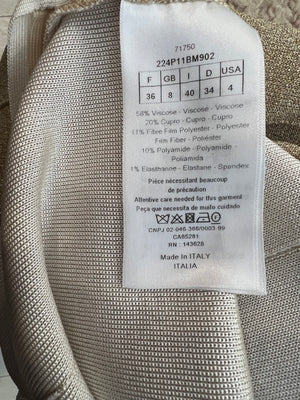 71750
224P11BM902
F GB I D USA
36 8 40 34 4
58% Viscose - Viscose - Viscose
20% Cupro - Cupro - Cupro
11% Fibre Film Polyester - Polyester
Film Fiber - Poliéster
10% Polyamide - Polyamide -
Poliamida
1% Elasthanne - Elastane - Spandex
Pièce nécessitant beaucoup
de précaution
Attentive care needed for this garment
Peça que necessita de muito cuidado
CNPJ 02-046-366/0003-99
CA65281
RN : 143628
Made In ITALY
ITALIA